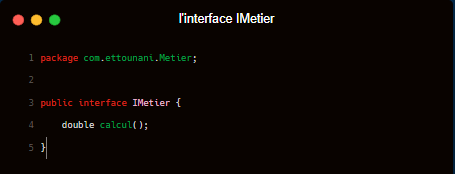 l'interface IMetier
1 package com.ettounani.Metier;
2
3 public interface IMetier {
4     double calcul();
5 }